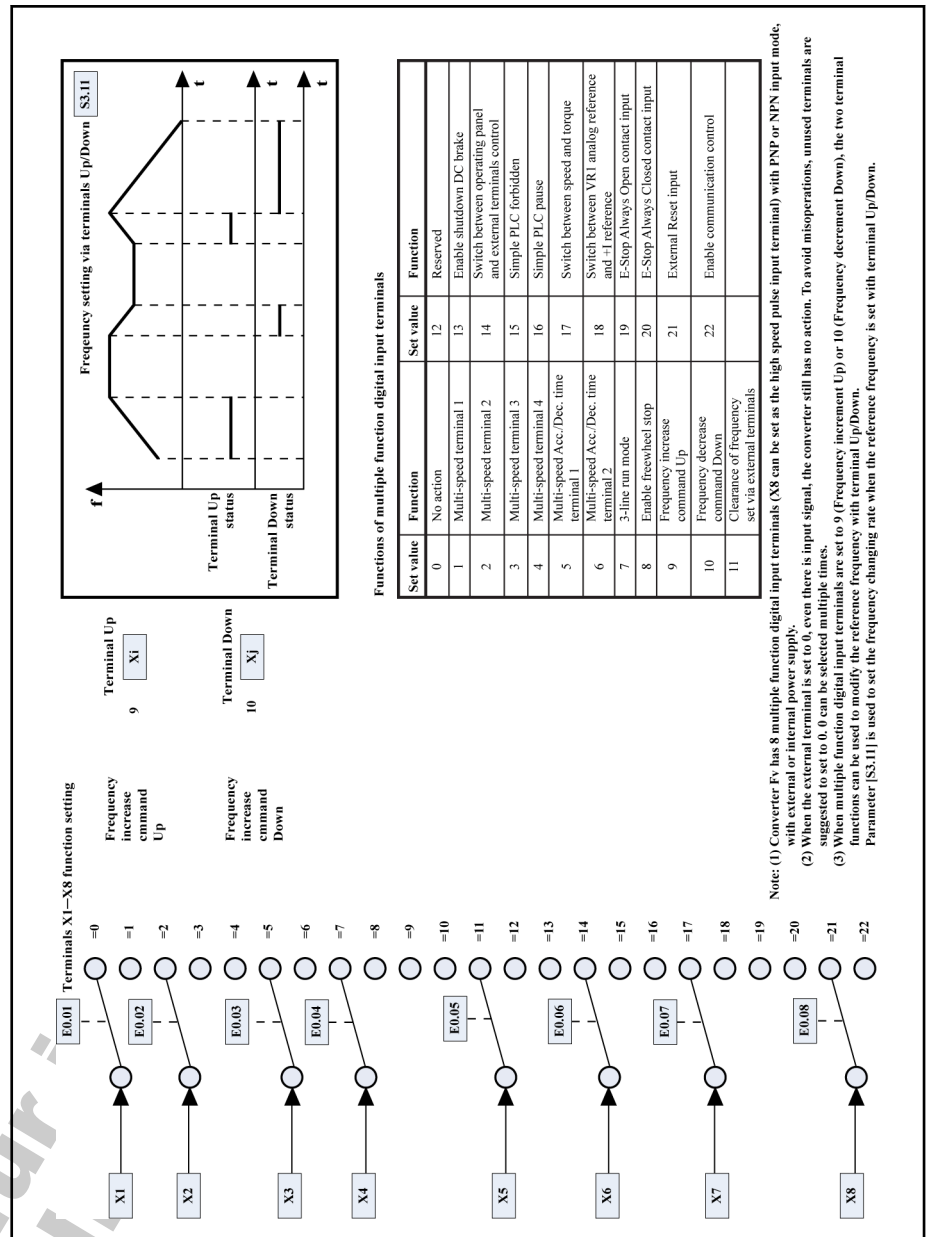 Terminals X1—X8 function setting
X1
X2
X3
X4
X5
X6
X7
X8
E0.01
E0.02
E0.03
E0.04
E0.05
E0.06
E0.07
E0.08
=0
=1
=2
=3
=4
=5
=6
=7
=8
=9
=10
=11
=12
=13
=14
=15
=16
=17
=18
=19
=20
=21
=22
Frequency
increase
cmmand
Up
9
Terminal Up
Xi
Frequency
increase
cmmand
Down
10
Terminal Down
Xj
Freqeuncy setting via terminals Up/Down
S3.11
f
t
Terminal Up
status
t
Terminal Down
status
t
Functions of multiple function digital input terminals
Set value Function Set value Function
0 No action 12 Reserved
1 Multi-speed terminal 1 13 Enable shutdown DC brake
2 Multi-speed terminal 2 14 Switch between operating panel
and external terminals control
3 Multi-speed terminal 3 15 Simple PLC forbidden
4 Multi-speed terminal 4 16 Simple PLC pause
5 Multi-speed Acc./Dec. time
terminal 1 17 Switch between speed and torque
6 Multi-speed Acc./Dec. time
terminal 2 18 Switch between VR1 analog reference
and +I reference
7 3-line run mode 19 E-Stop Always Open contact input
8 Enable freewheel stop 20 E-Stop Always Closed contact input
9 Frequency increase
command Up 21 External Reset input
10 Frequency decrease
command Down 22 Enable communication control
11 Clearance of frequency
set via external terminals
Note: (1) Converter Fv has 8 multiple function digital input terminals (X8 can be set as the high speed pulse input terminal) with PNP or NPN input mode,
with external or internal power supply.
(2) When the external terminal is set to 0, even there is input signal, the converter still has no action. To avoid misoperations, unused terminals are
suggested to set to 0. 0 can be selected multiple times.
(3) When multiple function digital input terminals are set to 9 (Frequency increment Up) or 10 (Frequency decrement Down), the two terminal
functions can be used to modify the reference frequency with terminal Up/Down.
Parameter [S3.11] is used to set the frequency changing rate when the reference frequency is set with terminal Up/Down.